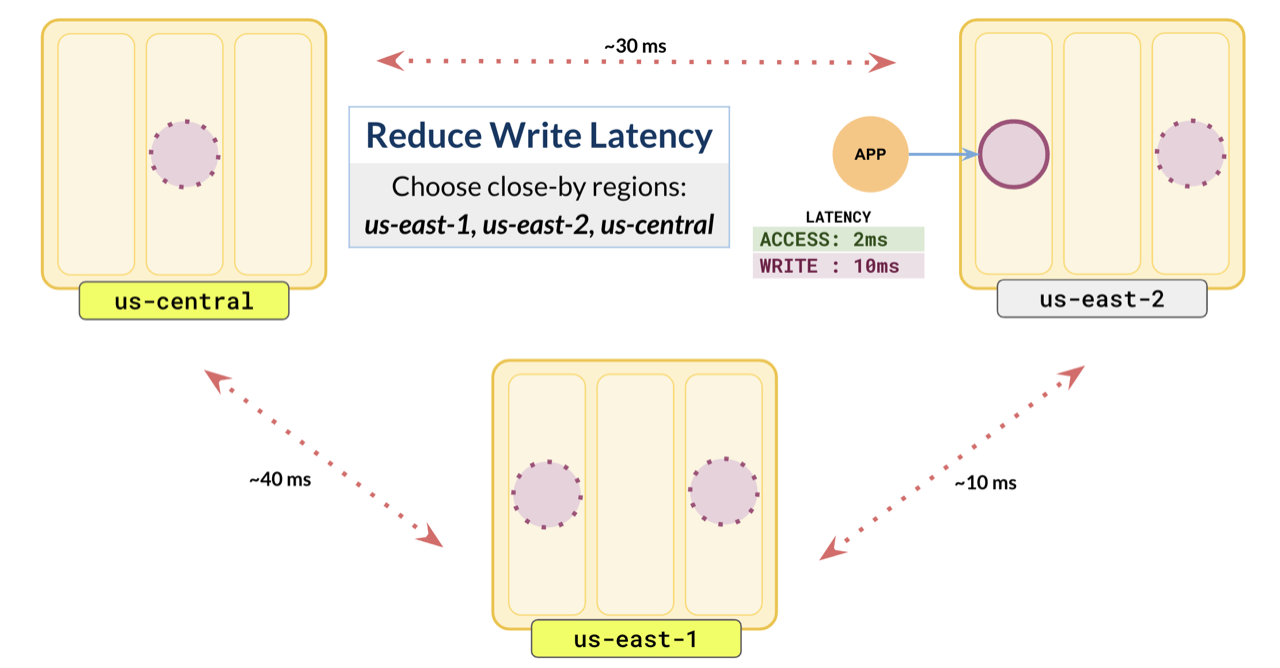 ~30 ms
Reduce Write Latency
Choose close-by regions:
us-east-1, us-east-2, us-central
APP
LATENCY
ACCESS: 2ms
WRITE : 10ms
us-central
us-east-2
~40 ms
~10 ms
us-east-1